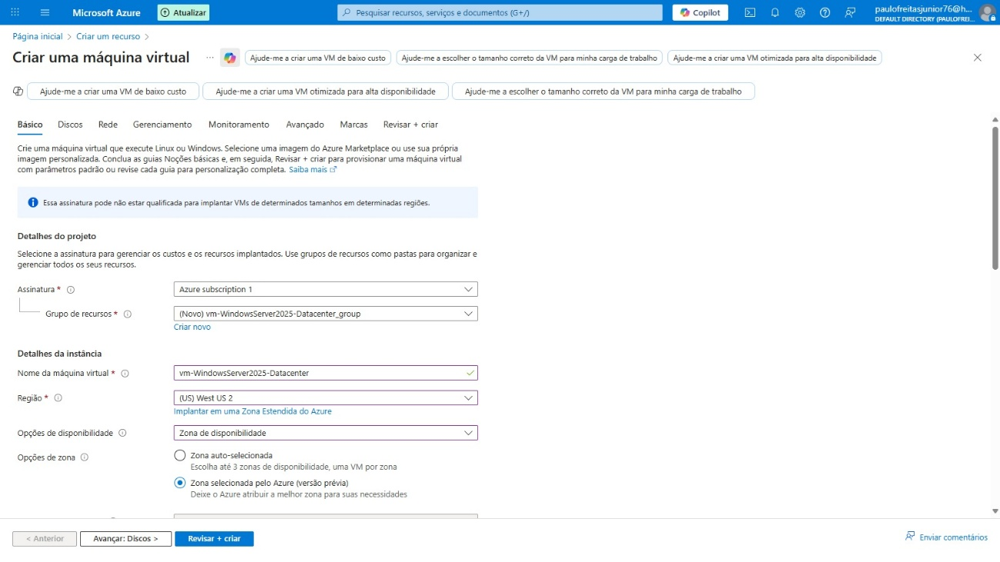 Microsoft Azure
Atualizar
Pesquisar recursos, serviços e documentos (G+/)
Copilot
paulofreitasjunior76@h...
DEFAULT DIRECTORY (PAULOFREI...
Página inicial > Criar um recurso >
Criar uma máquina virtual ...
Ajude-me a criar uma VM de baixo custo
Ajude-me a escolher o tamanho correto da VM para minha carga de trabalho
Ajude-me a criar uma VM otimizada para alta disponibilidade
Ajude-me a criar uma VM de baixo custo
Ajude-me a criar uma VM otimizada para alta disponibilidade
Ajude-me a escolher o tamanho correto da VM para minha carga de trabalho
Básico Discos Rede Gerenciamento Monitoramento Avançado Marcas Revisar + criar
Crie uma máquina virtual que execute Linux ou Windows. Selecione uma imagem do Azure Marketplace ou use sua própria
imagem personalizada. Conclua as guias Noções básicas e, em seguida, Revisar + criar para provisionar uma máquina virtual
com parâmetros padrão ou revise cada guia para personalização completa. Saiba mais
Essa assinatura pode não estar qualificada para implantar VMs de determinados tamanhos em determinadas regiões.
Detalhes do projeto
Selecione a assinatura para gerenciar os custos e os recursos implantados. Use grupos de recursos como pastas para organizar e
gerenciar todos os seus recursos.
Assinatura * Azure subscription 1
Grupo de recursos * (Novo) vm-WindowsServer2025-Datacenter_group
Criar novo
Detalhes da instância
Nome da máquina virtual * vm-WindowsServer2025-Datacenter
Região * (US) West US 2
Implantar em uma Zona Estendida do Azure
Opções de disponibilidade Zona de disponibilidade
Opções de zona Zona auto-selecionada
Escolha até 3 zonas de disponibilidade, uma VM por zona
Zona selecionada pelo Azure (versão prévia)
Deixe o Azure atribuir a melhor zona para suas necessidades
< Anterior
Avançar: Discos >
Revisar + criar
Enviar comentários